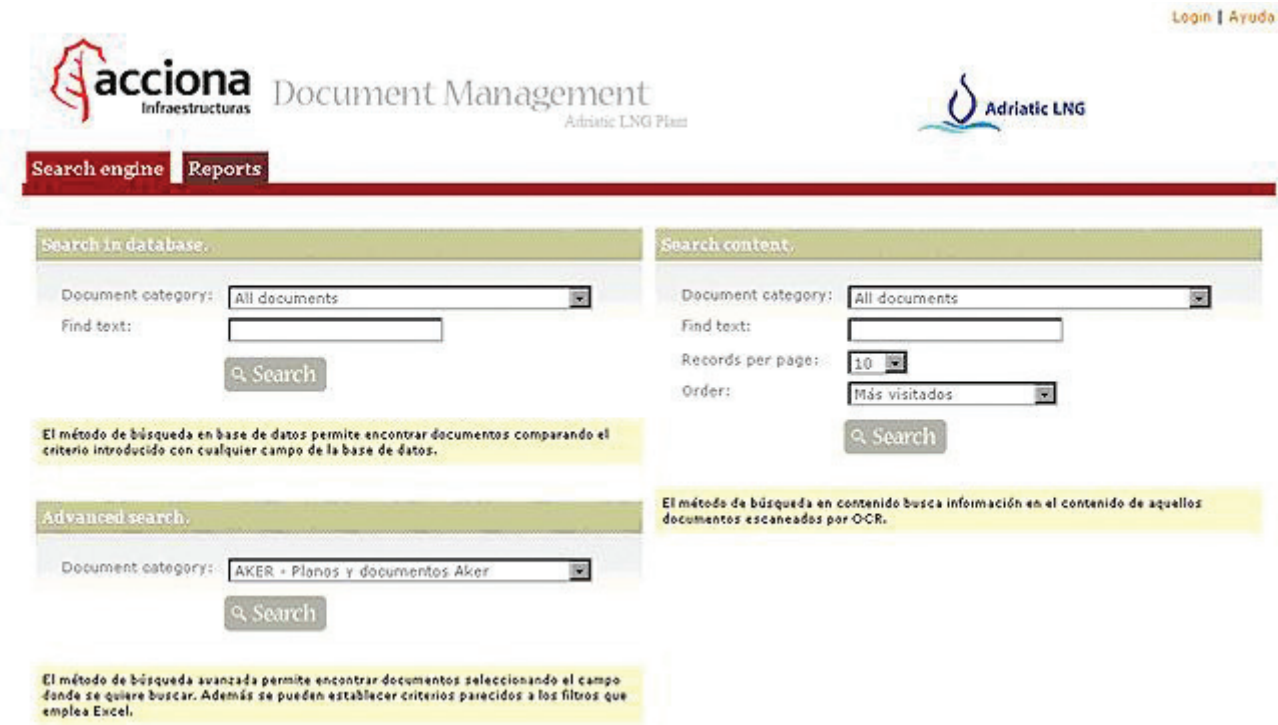 Login | Ayuda
acciona
Infraestructuras
Document Management
Adriatic LNG Plant
Adriatic LNG
Search engine
Reports
Search in database.
Document category: All documents
Find text:
Search
El método de búsqueda en base de datos permite encontrar documentos comparando el
criterio introducido con cualquier campo de la base de datos.
Advanced search.
Document category: AKER - Planos y documentos Aker
Search
El método de búsqueda avanzada permite encontrar documentos seleccionando el campo
donde se quiere buscar. Además se pueden establecer criterios parecidos a los filtros que
emplea Excel.
Search content.
Document category: All documents
Find text:
Records per page: 10
Order: Más visitados
Search
El método de búsqueda en contenido busca información en el contenido de aquellos
documentos escaneados por OCR.